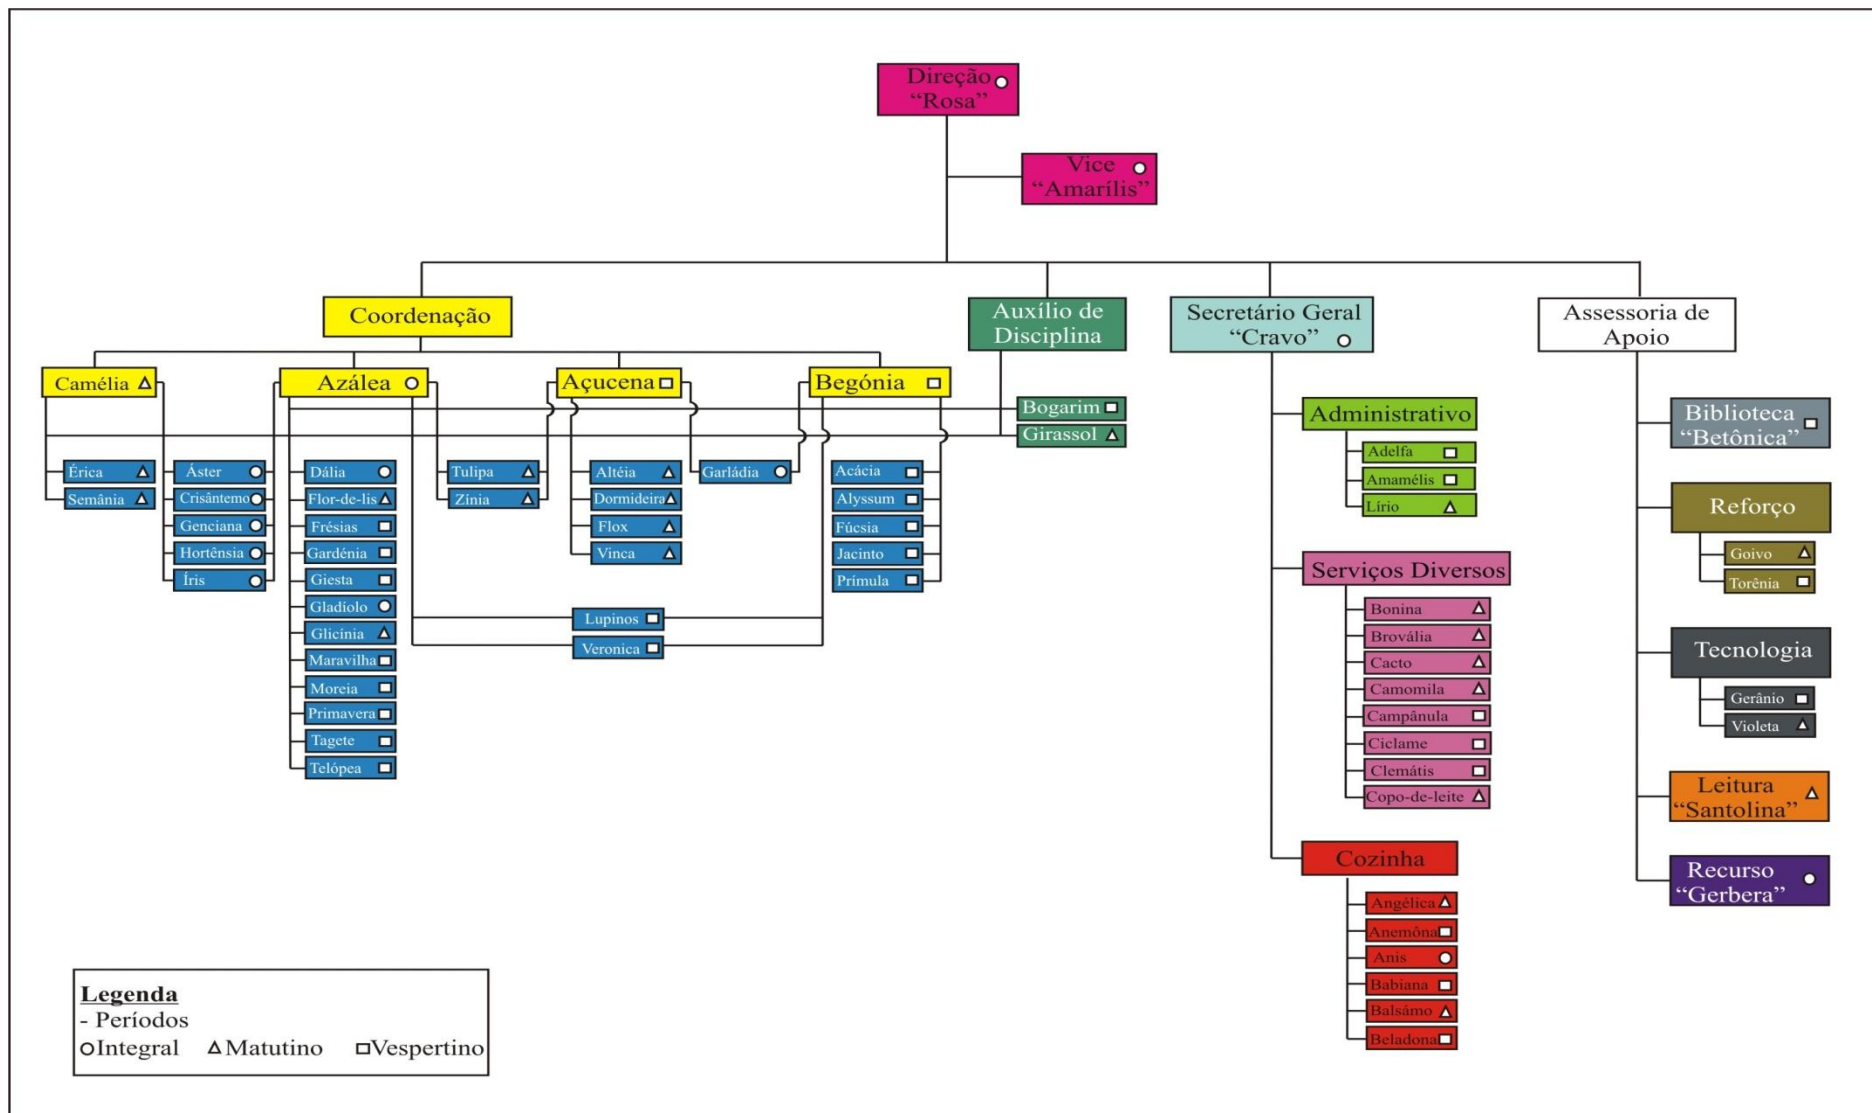 Direção
“Rosa”
Vice
“Amarílis”
Coordenação
Auxílio de
Disciplina
Secretário Geral
“Cravo”
Assessoria de
Apoio
Camélia
Azálea
Açucena
Begónia
Bogarim
Girassol
Érica
Semânia
Áster
Crisântemo
Genciana
Hortênsia
Íris
Dália
Flor-de-lis
Frésias
Gardénia
Giesta
Gladíolo
Glicínia
Maravilha
Moreia
Primavera
Tagete
Telópea
Tulipa
Zínia
Altéia
Dormideira
Flox
Vinca
Garládia
Acácia
Alyssum
Fúcsia
Jacinto
Prímula
Lupinos
Veronica
Administrativo
Adelfa
Amamélis
Lírio
Serviços Diversos
Bonina
Brovália
Cacto
Camomila
Campânula
Ciclame
Clemátis
Copo-de-leite
Cozinha
Angélica
Anemôna
Anis
Babiana
Balsámo
Beladona
Biblioteca
“Betônica”
Reforço
Goivo
Torênia
Tecnologia
Gerânio
Violeta
Leitura
“Santolina”
Recurso
“Gerbera”
Legenda
- Períodos
Integral Matutino Vespertino